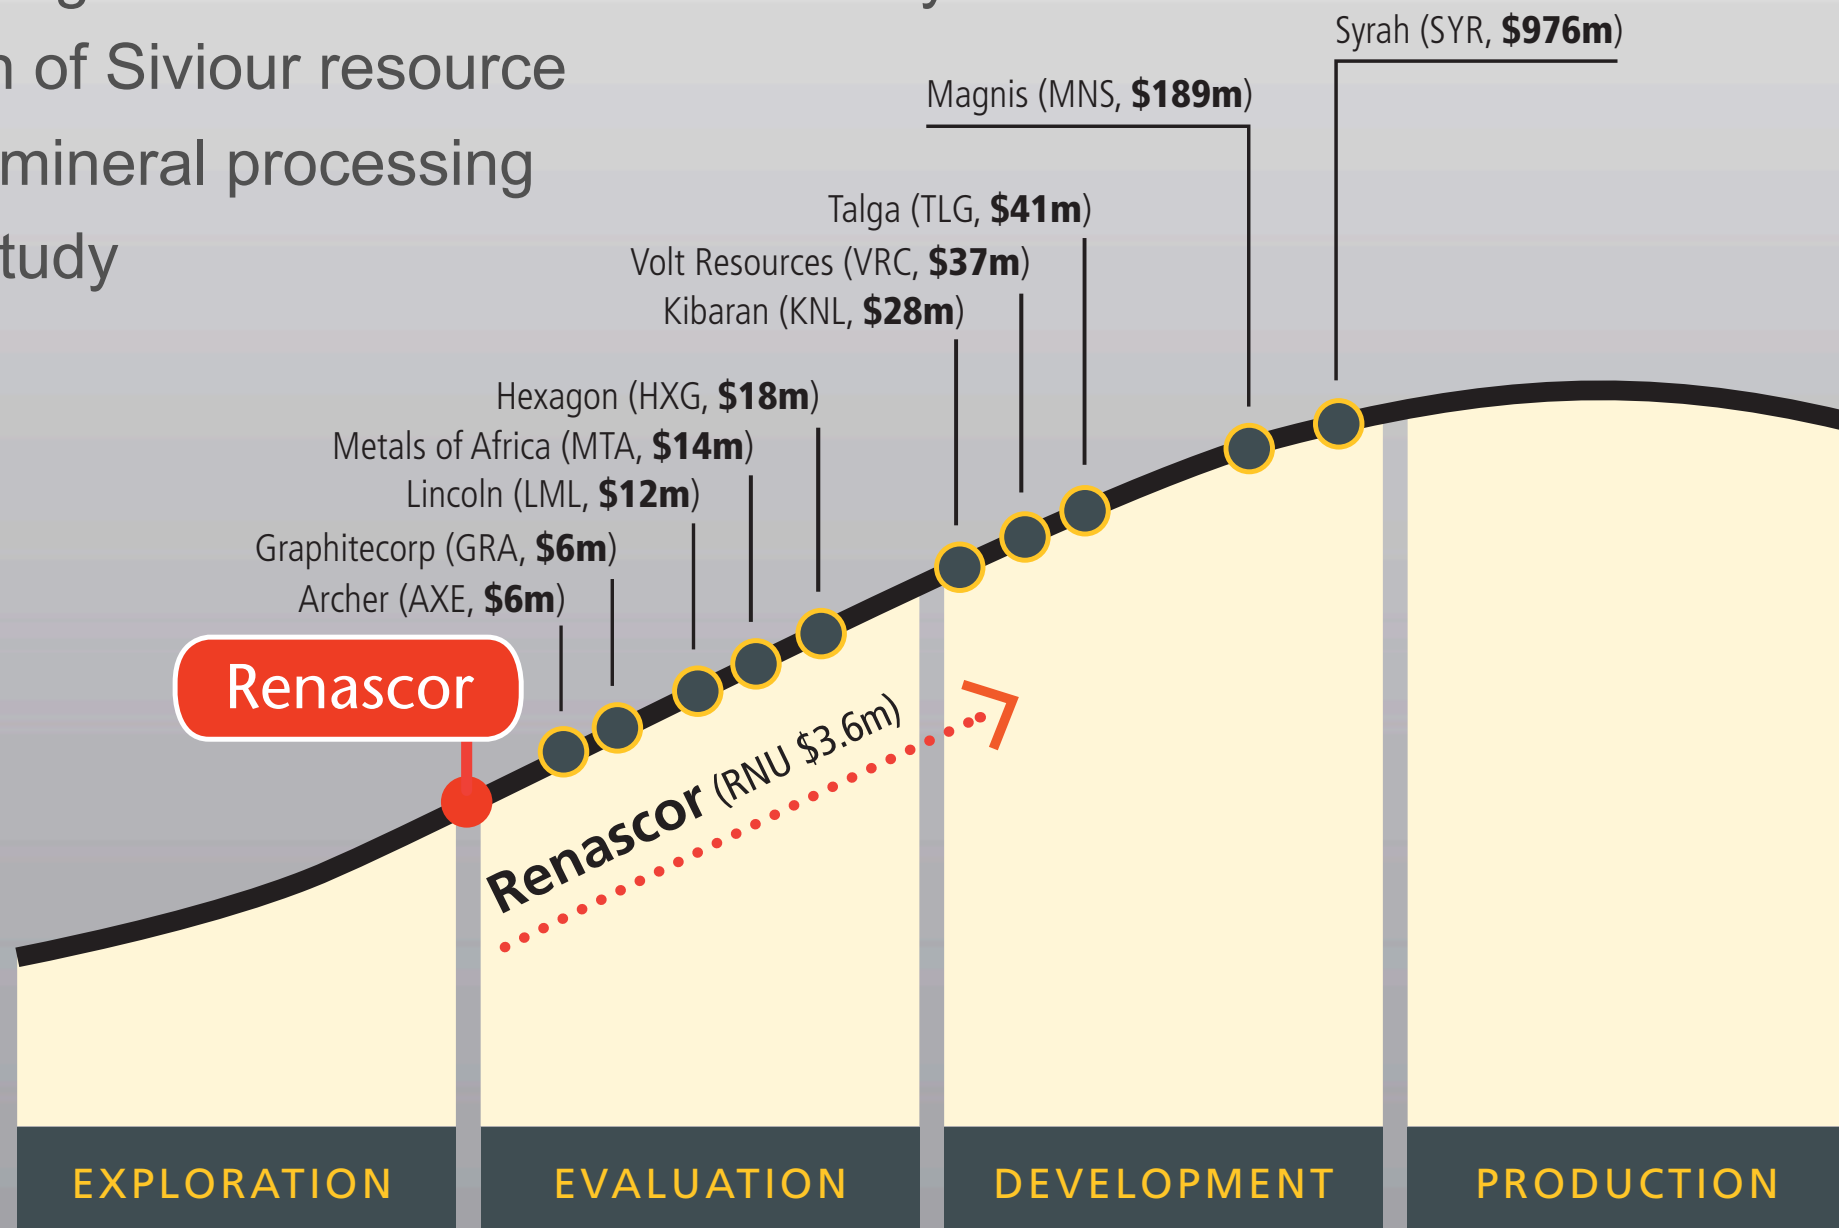 of Siviour resource
mineral processing
Syrah (SYR, $976m)
Magnis (MNS, $189m)
Talga (TLG, $41m)
Volt Resources (VRC, $37m)
Kibaran (KNL, $28m)
Hexagon (HXG, $18m)
Metals of Africa (MTA, $14m)
Lincoln (LML, $12m)
Graphitecorp (GRA, $6m)
Archer (AXE, $6m)
Renascor
Renascor (RNU $3.6m)
EXPLORATION
EVALUATION
DEVELOPMENT
PRODUCTION